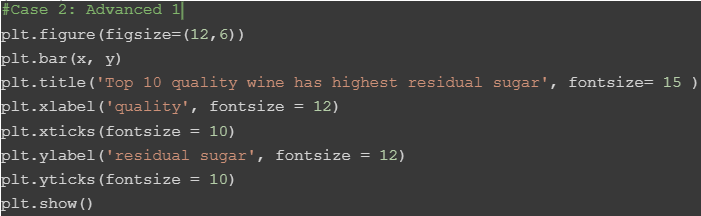 #Case 2: Advanced 1
plt.figure(figsize=(12,6))
plt.bar(x, y)
plt.title('Top 10 quality wine has highest residual sugar', fontsize= 15 )
plt.xlabel('quality', fontsize = 12)
plt.xticks(fontsize = 10)
plt.ylabel('residual sugar', fontsize = 12)
plt.yticks(fontsize = 10)
plt.show()